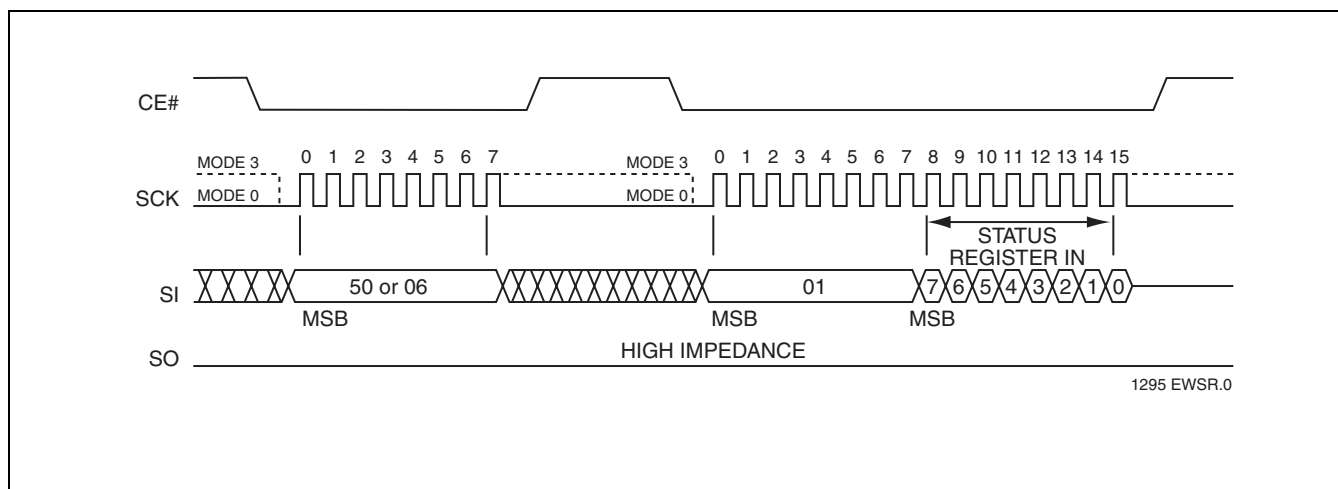 CE#
MODE 3 0 1 2 3 4 5 6 7 MODE 3 0 1 2 3 4 5 6 7 8 9 10 11 12 13 14 15
SCK MODE 0 MODE 0
STATUS
REGISTER IN
SI 50 or 06 01 7 6 5 4 3 2 1 0
MSB MSB MSB
SO HIGH IMPEDANCE
1295 EWSR.0